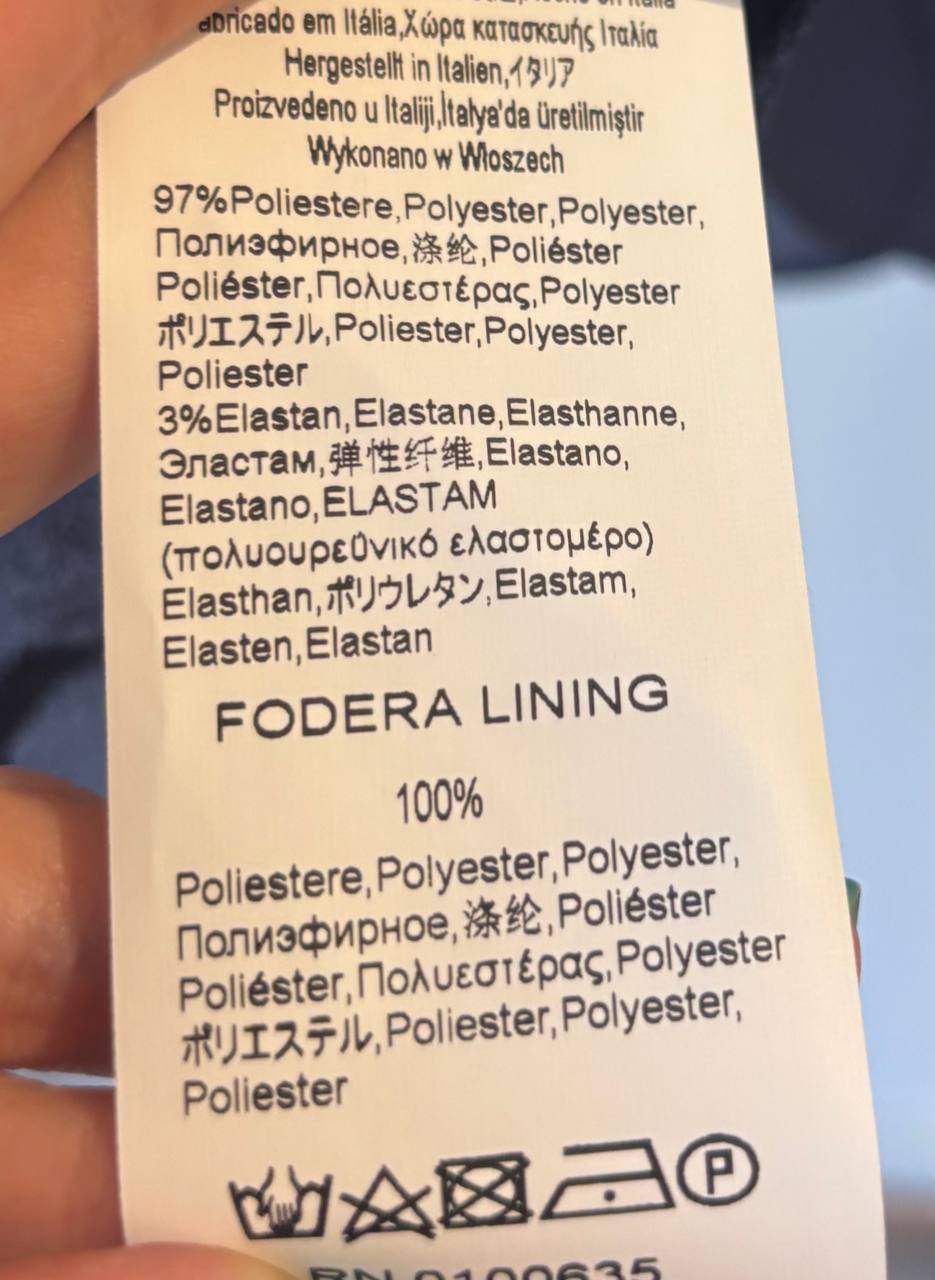 abricado em Itália,Χώρα κατασκευής Ιταλία
Hergestellt in Italien,イタリア
Proizvedeno u Italiji,İtalya'da üretilmiştir
Wykonano w Włoszech
97%Poliestere,Polyester,Polyester,
Полиэфирное,涤纶,Poliéster
Poliéster,Πολυεστέρας,Polyester
ポリエステル,Poliester,Polyester,
Poliester
3%Elastan,Elastane,Elasthanne,
Эластам,弹性纤维,Elastano,
Elastano,ELASTAM
(πολυουρεϋνικό ελαστομέρο)
Elasthan,ポリウレタン,Elastam,
Elasten,Elastan
FODERA LINING
100%
Poliestere,Polyester,Polyester,
Полиэфирное,涤纶,Poliéster
Poliéster,Πολυεστέρας,Polyester
ポリエステル,Poliester,Polyester,
Poliester
P
RN 0100635